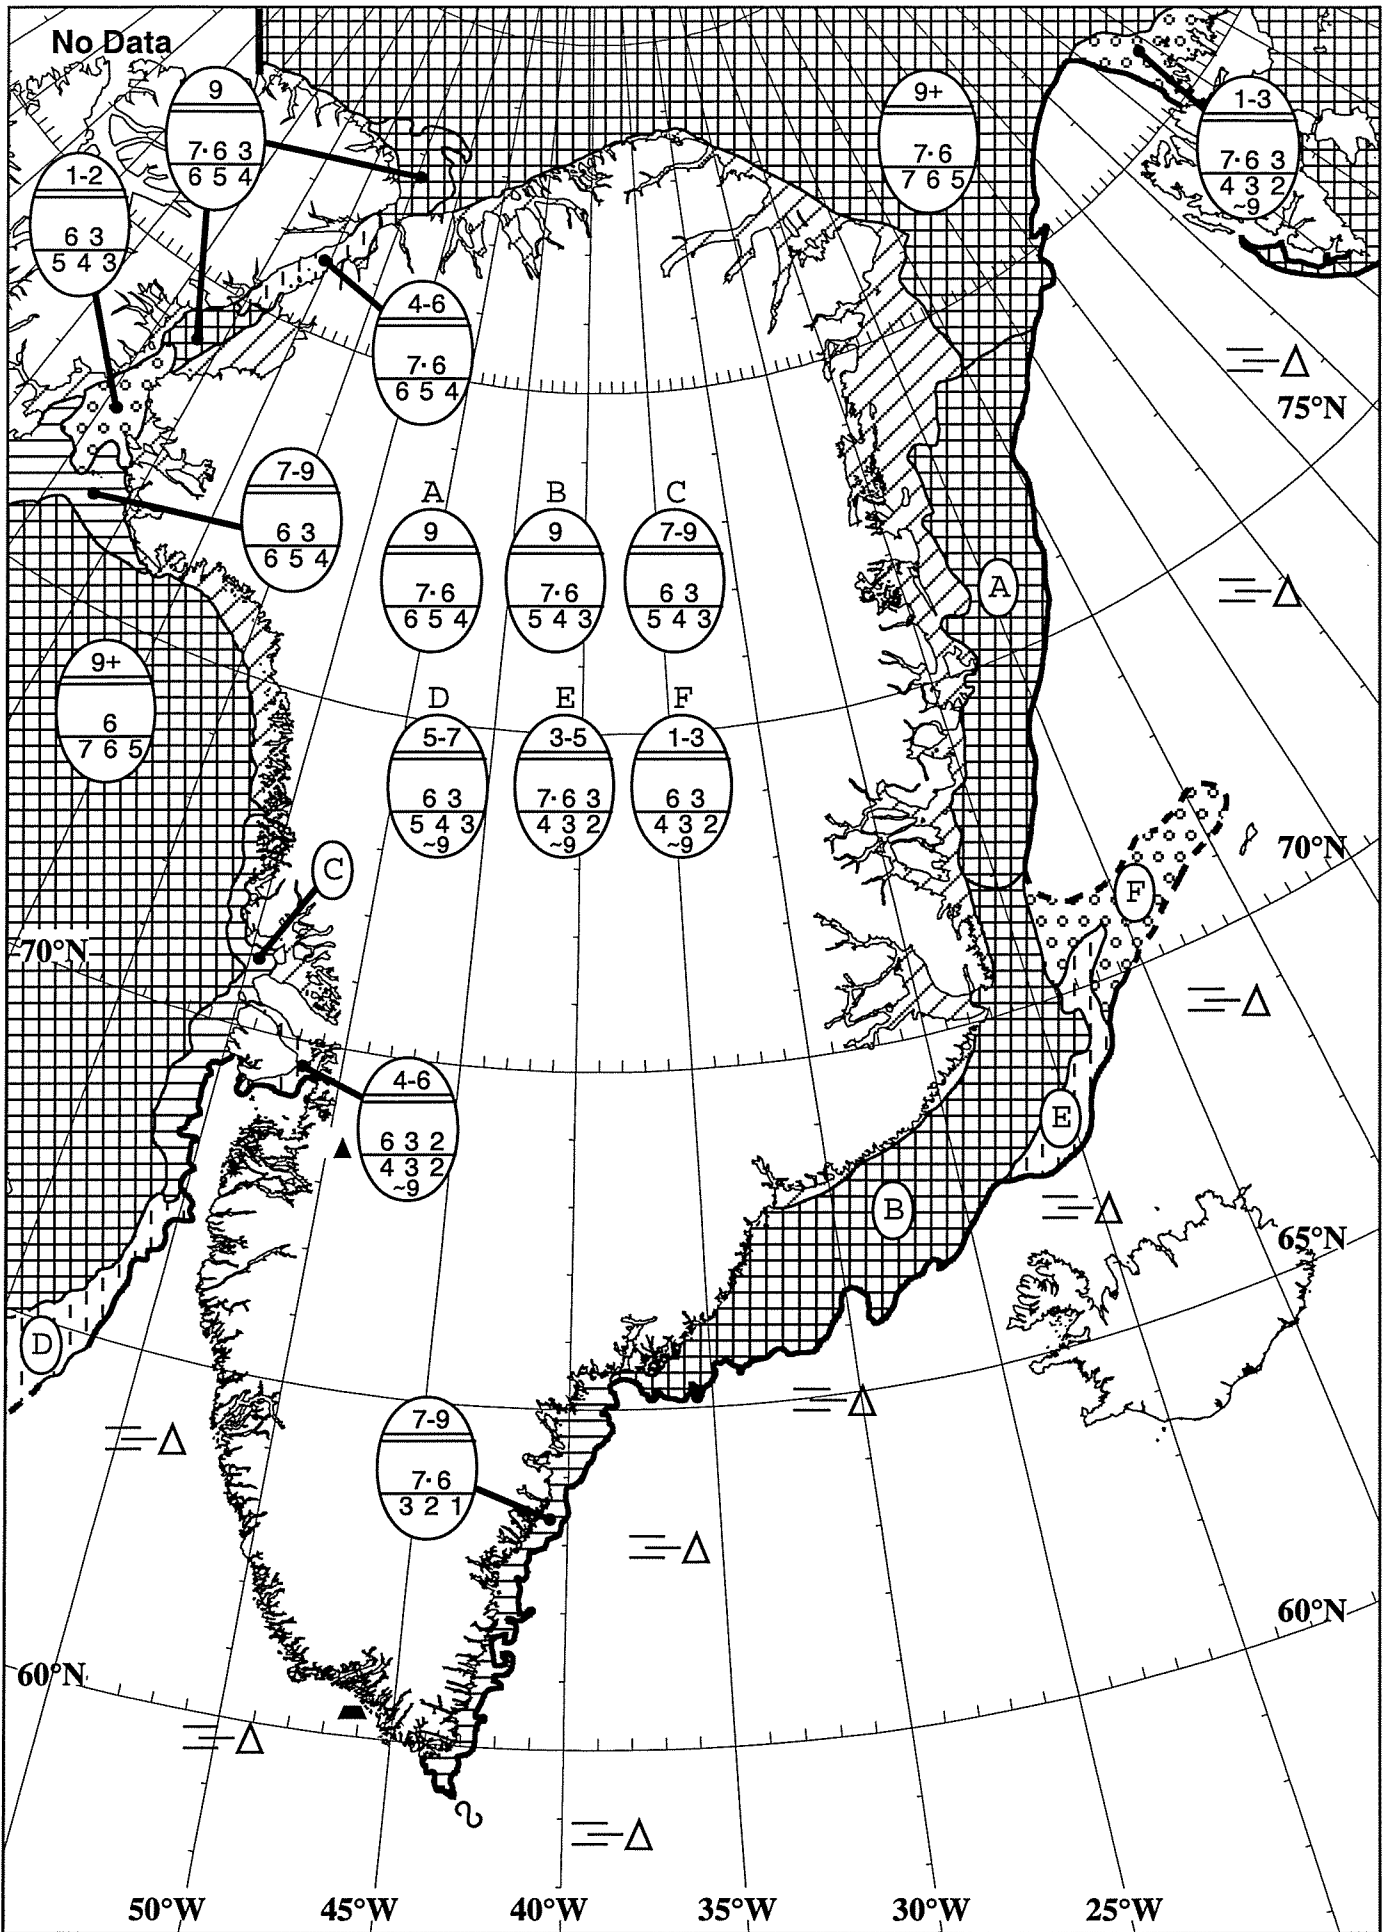 No Data
9
7·6 3
6 5 4
1-2
6 3
5 4 3
9+
7·6
7 6 5
1-3
7·6 3
4 3 2
~9
4-6
7·6
6 5 4
75°N
7-9
6 3
6 5 4
A
9
7·6
6 5 4
B
9
7·6
5 4 3
C
7-9
6 3
5 4 3
A
9+
6
7 6 5
D
5-7
6 3
5 4 3
~9
E
3-5
7·6 3
4 3 2
~9
F
1-3
6 3
4 3 2
~9
C
70°N
F
70°N
4-6
6 3 2
4 3 2
~9
E
B
65°N
D
7-9
7·6
3 2 1
60°N
60°N
50°W
45°W
40°W
35°W
30°W
25°W